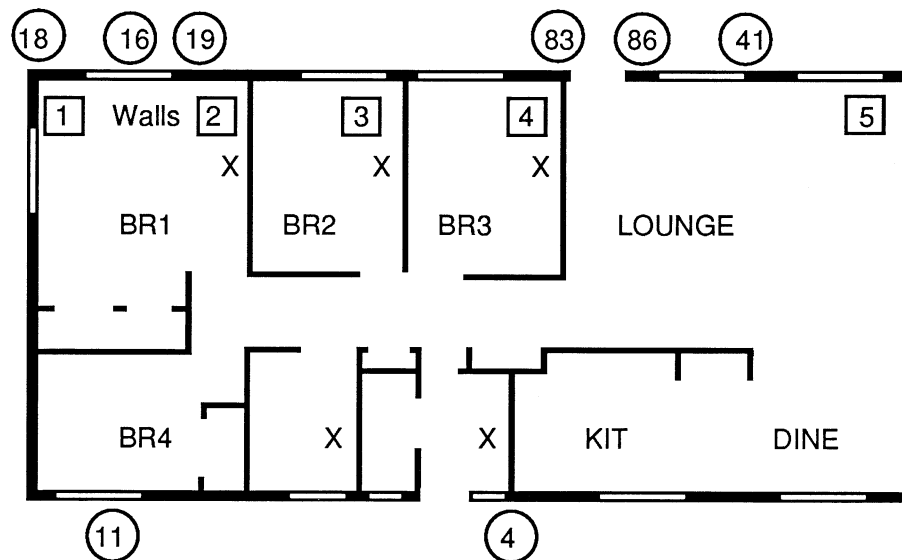 18 16 19 83 86 41
1 Walls 2 3 4 5
X X X
BR1 BR2 BR3 LOUNGE
BR4 X X KIT DINE
11 4